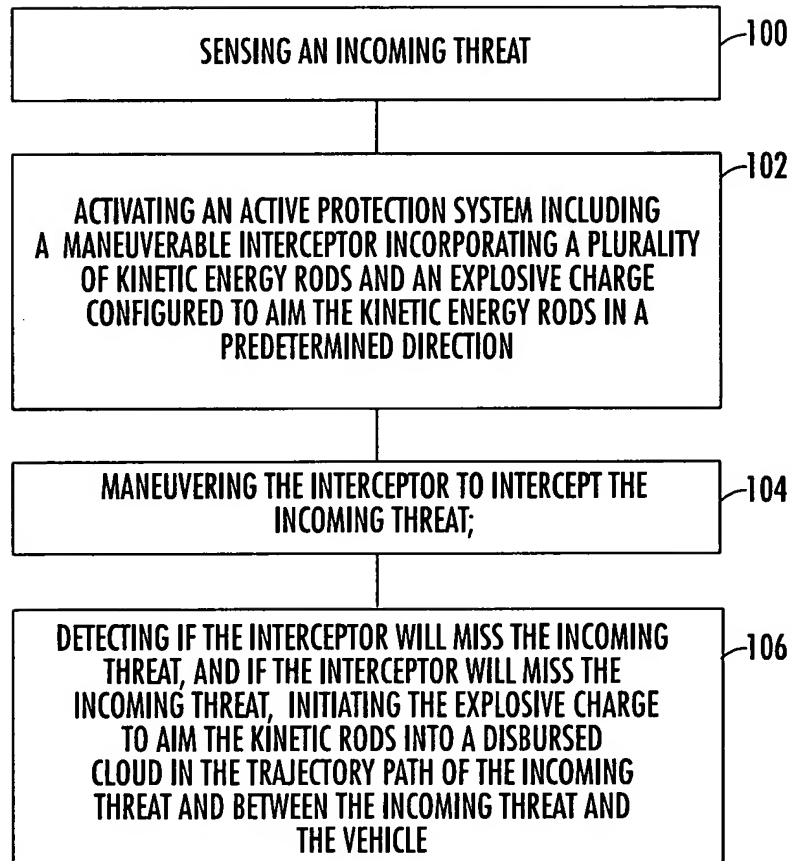 SENSING AN INCOMING THREAT
100
ACTIVATING AN ACTIVE PROTECTION SYSTEM INCLUDING
A MANEUVERABLE INTERCEPTOR INCORPORATING A PLURALITY
OF KINETIC ENERGY RODS AND AN EXPLOSIVE CHARGE
CONFIGURED TO AIM THE KINETIC ENERGY RODS IN A
PREDETERMINED DIRECTION
102
MANEUVERING THE INTERCEPTOR TO INTERCEPT THE
INCOMING THREAT;
104
DETECTING IF THE INTERCEPTOR WILL MISS THE INCOMING
THREAT, AND IF THE INTERCEPTOR WILL MISS THE
INCOMING THREAT, INITIATING THE EXPLOSIVE CHARGE
TO AIM THE KINETIC RODS INTO A DISBURSED
CLOUD IN THE TRAJECTORY PATH OF THE INCOMING
THREAT AND BETWEEN THE INCOMING THREAT AND
THE VEHICLE
106